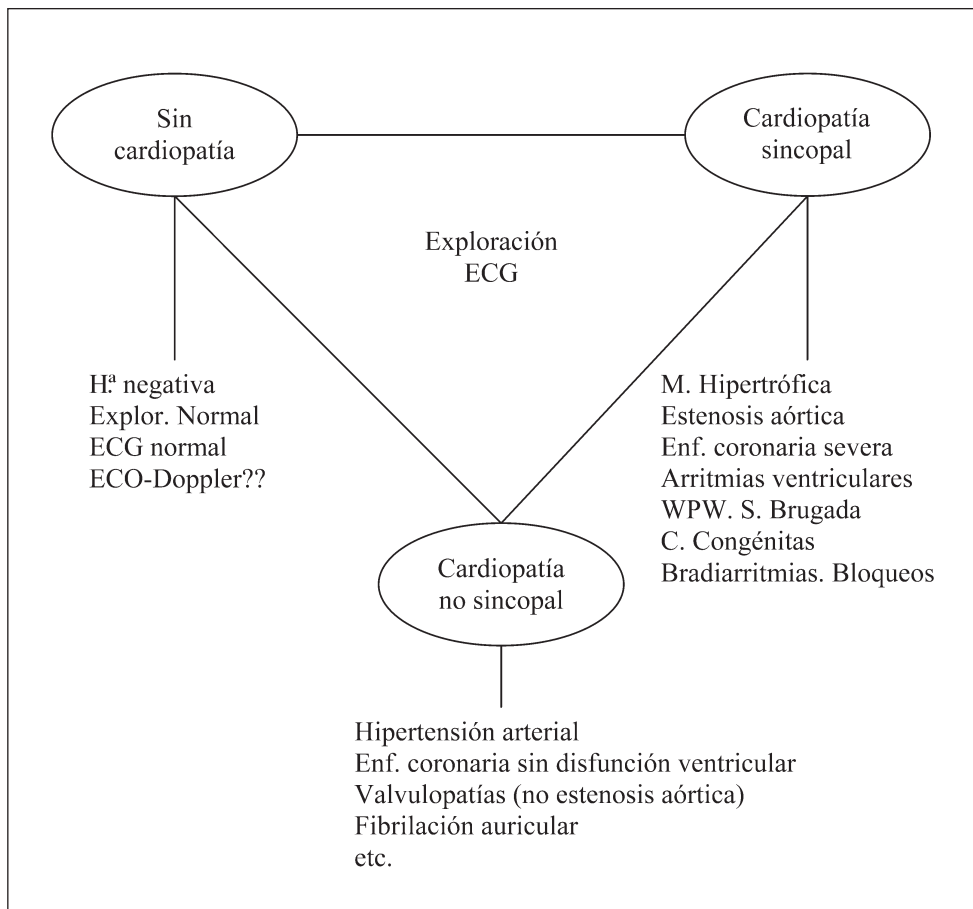 Sin
cardiopatía
Cardiopatía
sincopal
Exploración
ECG
H.ª negativa
Explor. Normal
ECG normal
ECO-Doppler??
M. Hipertrófica
Estenosis aórtica
Enf. coronaria severa
Arritmias ventriculares
WPW. S. Brugada
C. Congénitas
Bradiarritmias. Bloqueos
Cardiopatía
no sincopal
Hipertensión arterial
Enf. coronaria sin disfunción ventricular
Valvulopatías (no estenosis aórtica)
Fibrilación auricular
etc.